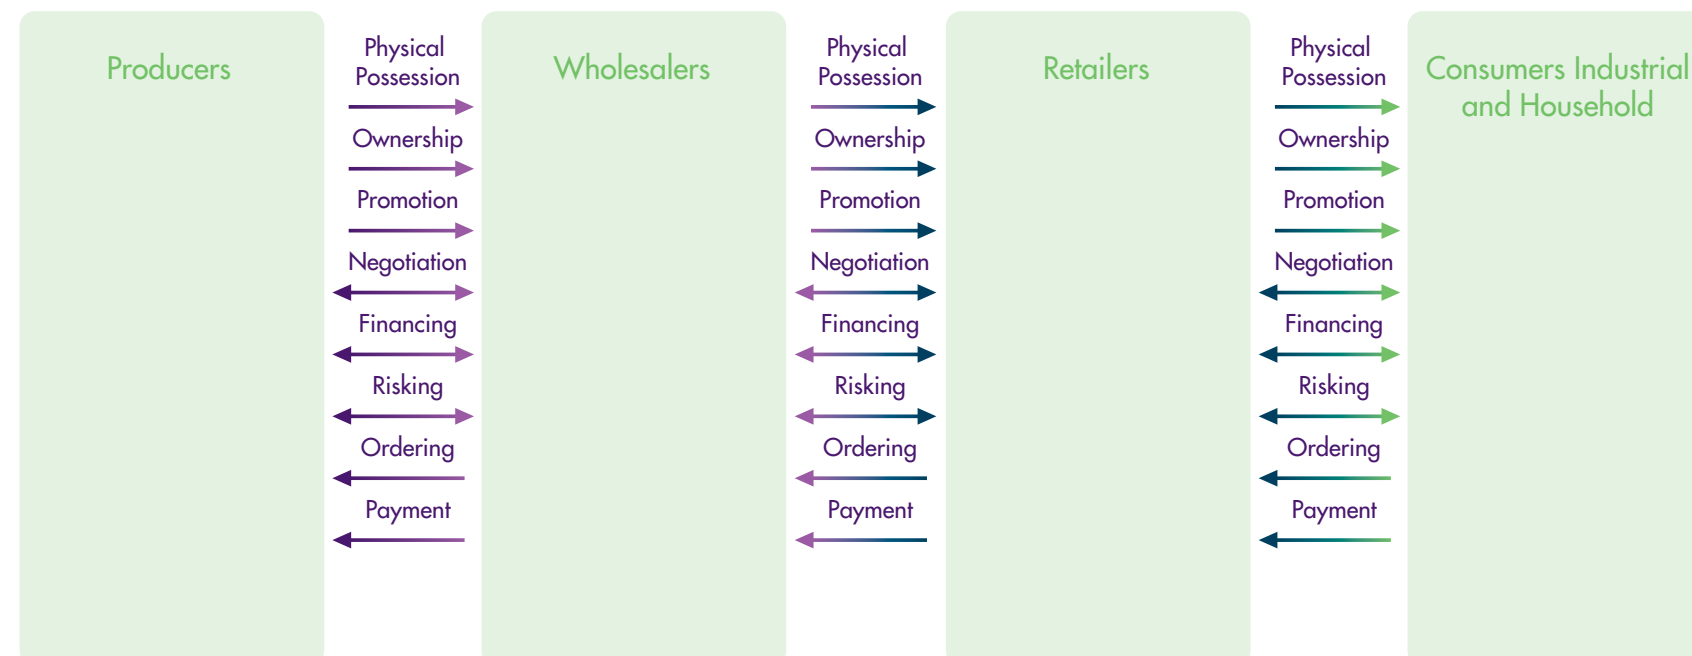 Producers
Physical
Possession
Ownership
Promotion
Negotiation
Financing
Risking
Ordering
Payment
Wholesalers
Physical
Possession
Ownership
Promotion
Negotiation
Financing
Risking
Ordering
Payment
Retailers
Physical
Possession
Ownership
Promotion
Negotiation
Financing
Risking
Ordering
Payment
Consumers Industrial
and Household